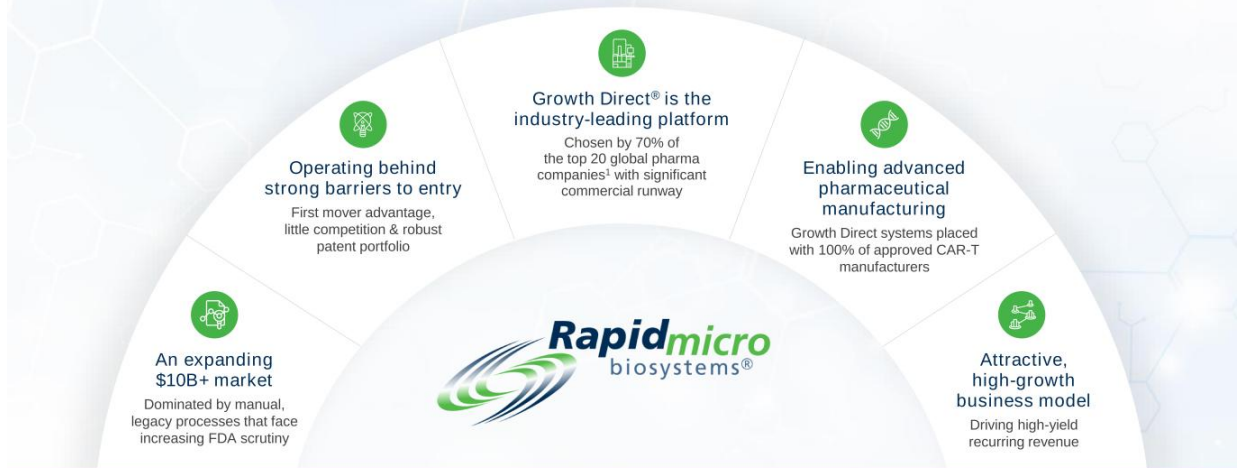 An expanding
$10B+ market
Dominated by manual,
legacy processes that face
increasing FDA scrutiny
Operating behind
strong barriers to entry
First mover advantage,
little competition & robust
patent portfolio
Growth Direct® is the
industry-leading platform
Chosen by 70% of
the top 20 global pharma
companies¹ with significant
commercial runway
Enabling advanced
pharmaceutical
manufacturing
Growth Direct systems placed
with 100% of approved CAR-T
manufacturers
Attractive,
high-growth
business model
Driving high-yield
recurring revenue
Rapidmicro
biosystems®